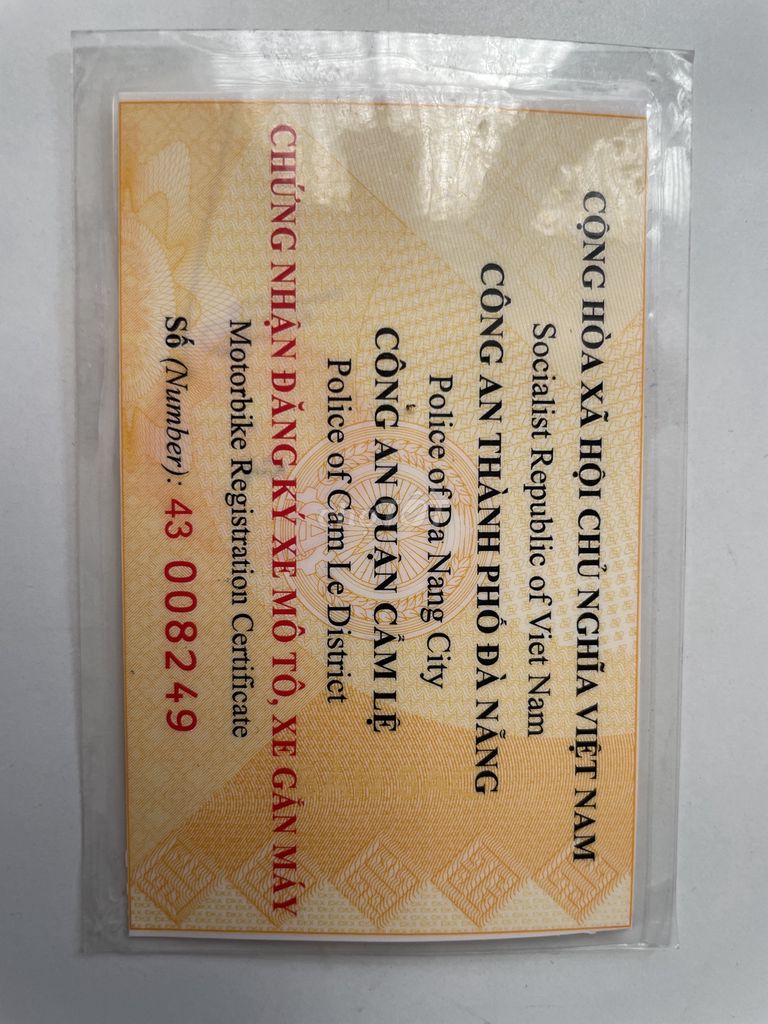 CỘNG HÒA XÃ HỘI CHỦ NGHĨA VIỆT NAM
Socialist Republic of Viet Nam
CÔNG AN THÀNH PHỐ ĐÀ NẴNG
Police of Da Nang City
CÔNG AN QUẬN CẨM LỆ
Police of Cam Le District
CHỨNG NHẬN ĐĂNG KÝ XE MÔ TÔ, XE GẮN MÁY
Motorbike Registration Certificate
Số (Number): 43 008249